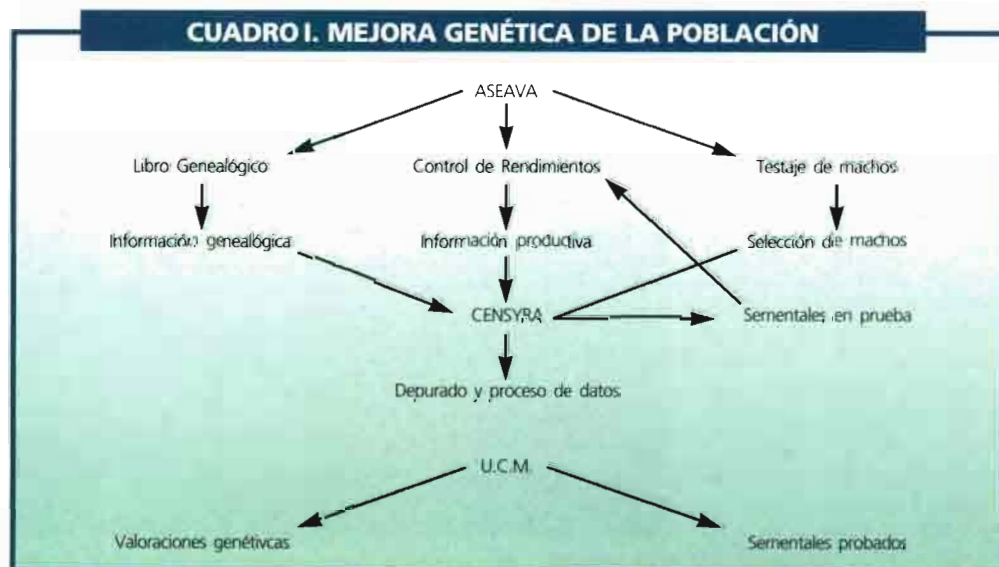 CUADRO I. MEJORA GENÉTICA DE LA POBLACIÓN
ASEAVA
Libro Genealógico Control de Rendimientos Testaje de machos
Información genealógica Información productiva Selección de machos
CENSYRA Sementales en prueba
Depurado y proceso de datos
U.C.M.
Valoraciones genétivcas Sementales probados